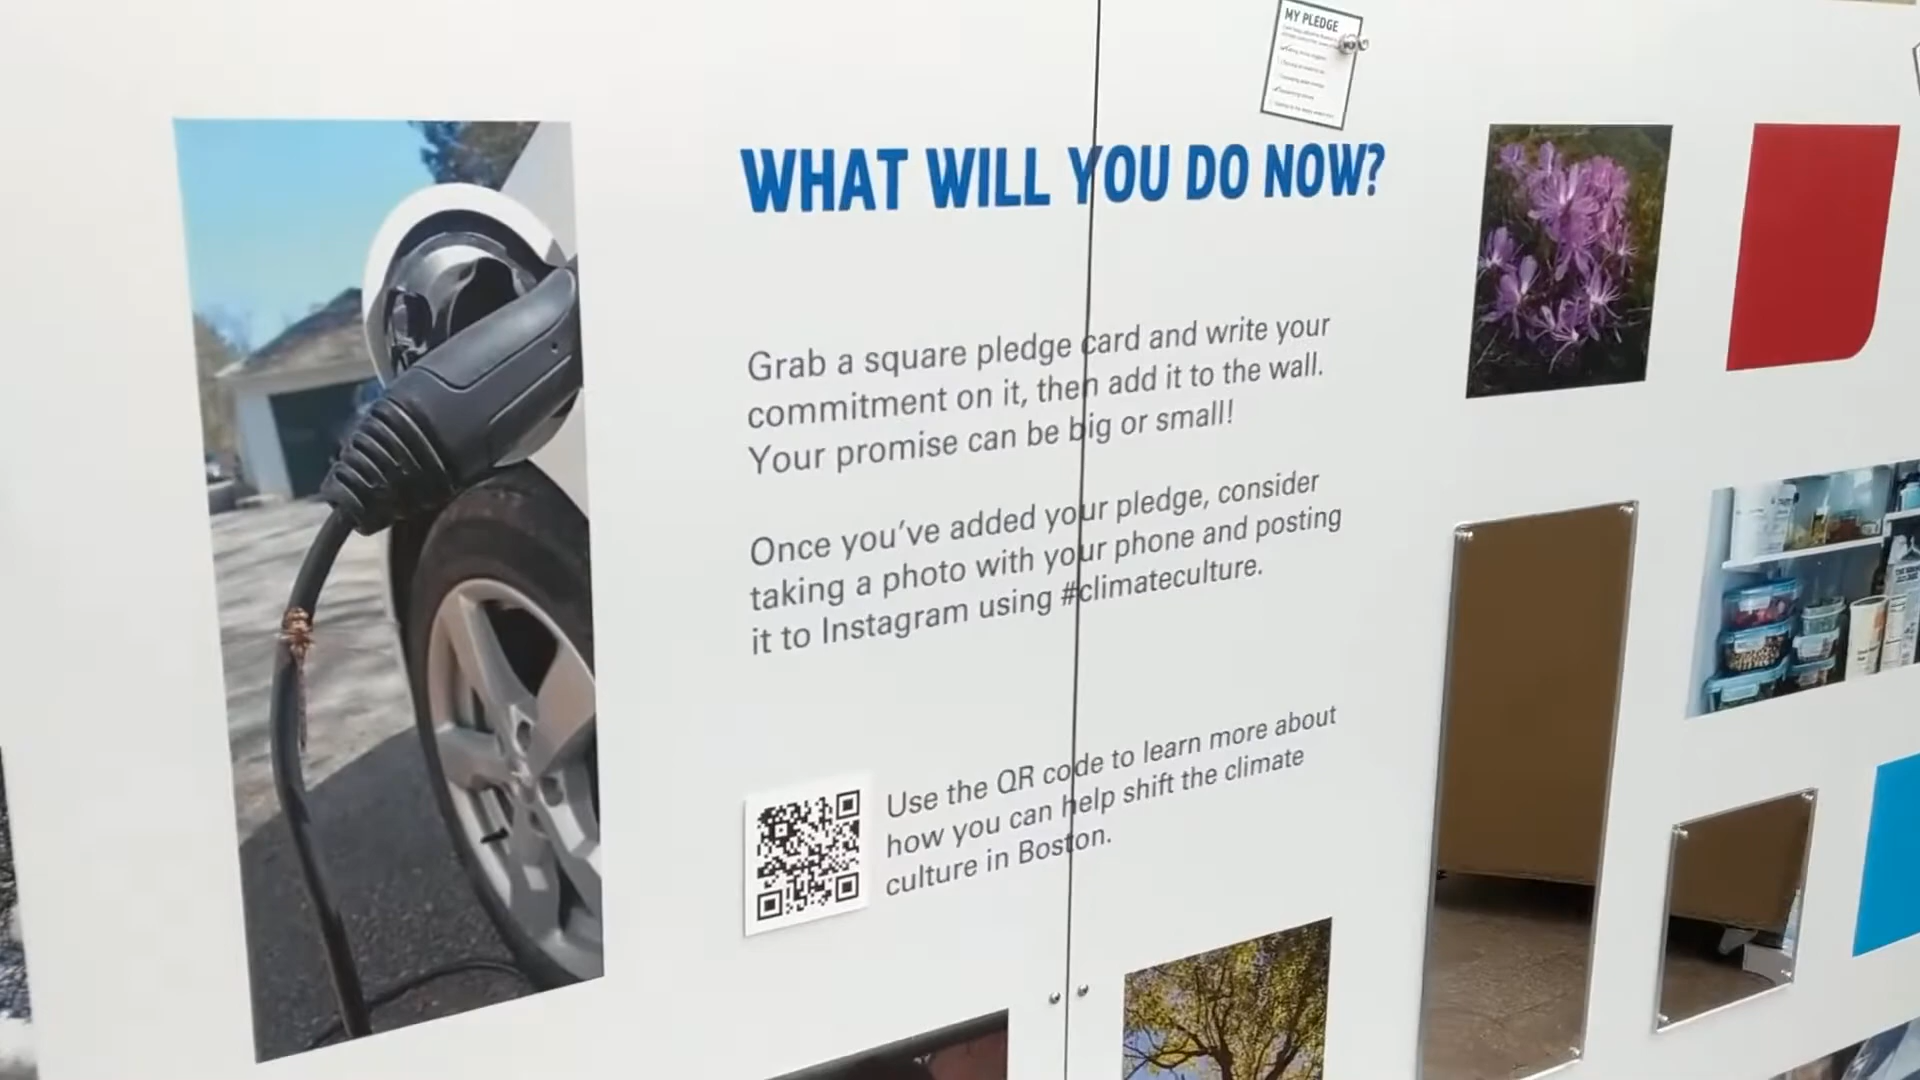 MY PLEDGE
WHAT WILL YOU DO NOW?
Grab a square pledge card and write your
commitment on it, then add it to the wall.
Your promise can be big or small!
Once you've added your pledge, consider
taking a photo with your phone and posting
it to Instagram using #climateculture.
Use the QR code to learn more about
how you can help shift the climate
culture in Boston.